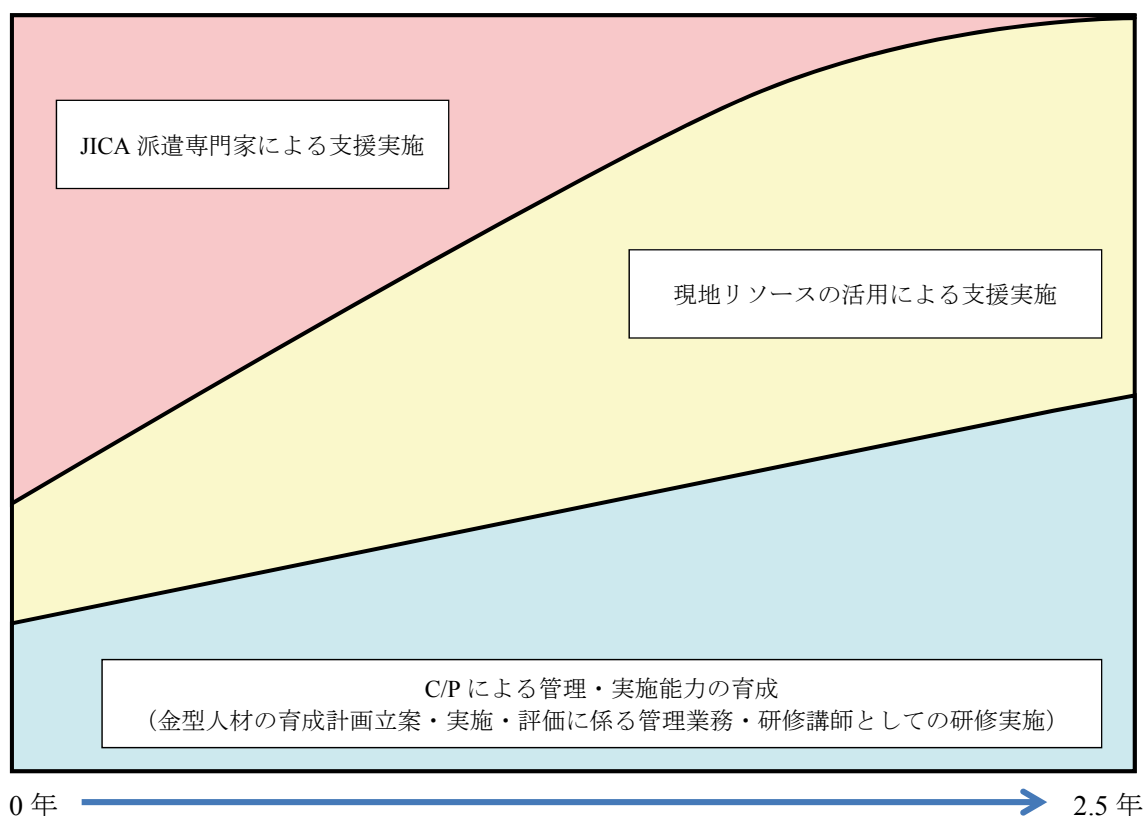 JICA 派遣専門家による支援実施
現地リソースの活用による支援実施
C/P による管理・実施能力の育成
（金型人材の育成計画立案・実施・評価に係る管理業務・研修講師としての研修実施）
0 年
2.5 年